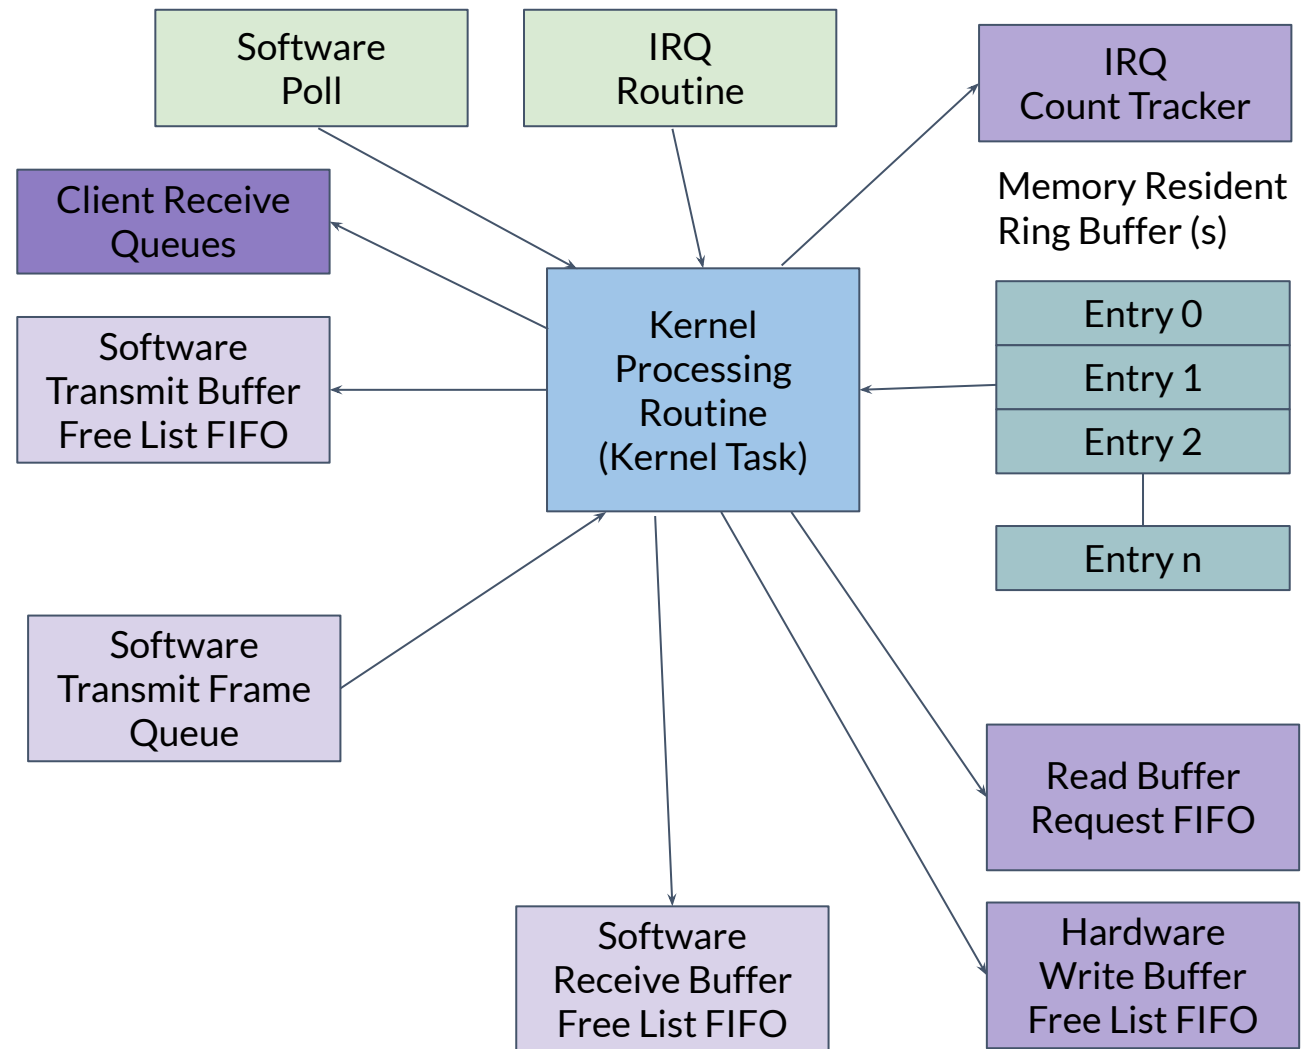 Software
Poll
IRQ
Routine
IRQ
Count Tracker
Client Receive
Queues
Memory Resident
Ring Buffer (s)
Software
Transmit Buffer
Free List FIFO
Kernel
Processing
Routine
(Kernel Task)
Entry 0
Entry 1
Entry 2
Entry n
Software
Transmit Frame
Queue
Read Buffer
Request FIFO
Software
Receive Buffer
Free List FIFO
Hardware
Write Buffer
Free List FIFO